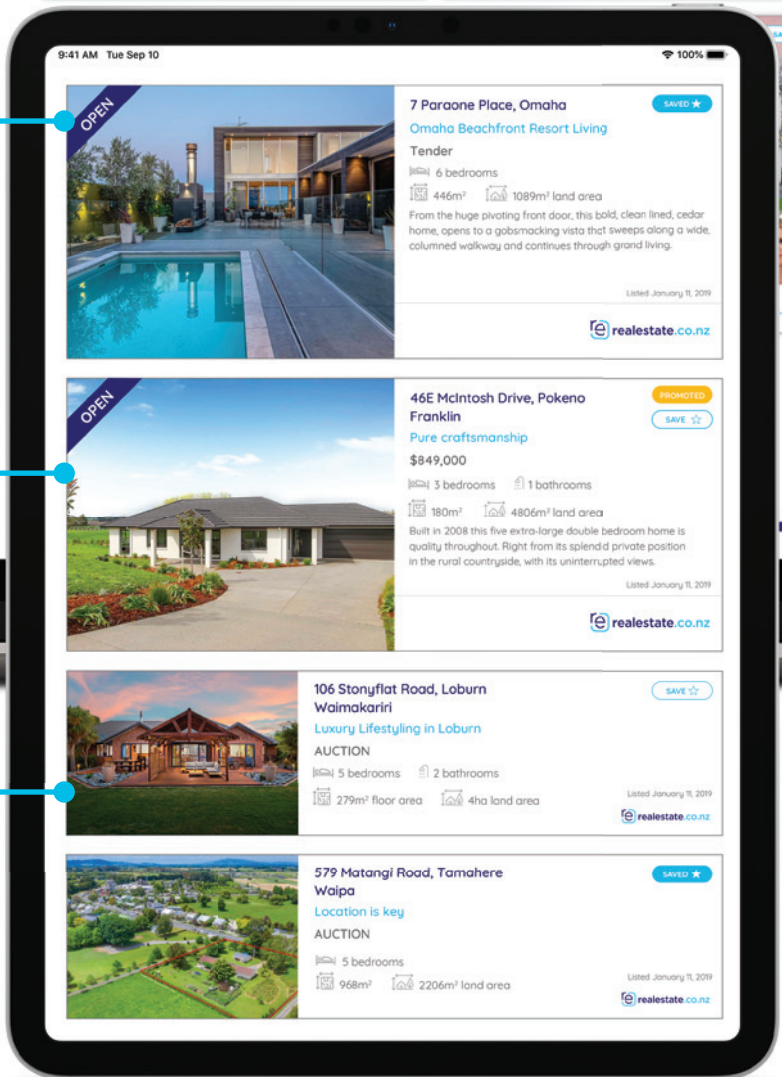 9:41 AM Tue Sep 10
100%
OPEN
7 Paraone Place, Omaha
SAVED
Omaha Beachfront Resort Living
Tender
6 bedrooms
446m² 1089m² land area
From the huge pivoting front door, this bold, clean lined, cedar
home, opens to a gobsmacking vista that sweeps along a wide,
columned walkway and continues through grand living.
Listed January 11, 2019
realestate.co.nz
OPEN
46E McIntosh Drive, Pokeno
Franklin
PROMOTED
SAVE
Pure craftsmanship
$849,000
3 bedrooms 1 bathrooms
180m² 4806m² land area
Built in 2008 this five extra-large double bedroom home is
quality throughout. Right from its splendid private position
in the rural countryside, with its uninterrupted views.
Listed January 11, 2019
realestate.co.nz
106 Stonyflat Road, Loburn
Waimakariri
SAVE
Luxury Lifestyling in Loburn
AUCTION
5 bedrooms 2 bathrooms
279m² floor area 4ha land area
Listed January 11, 2019
realestate.co.nz
579 Matangi Road, Tamahere
Waipa
SAVED
Location is key
AUCTION
5 bedrooms
968m² 2206m² land area
Listed January 11, 2019
realestate.co.nz